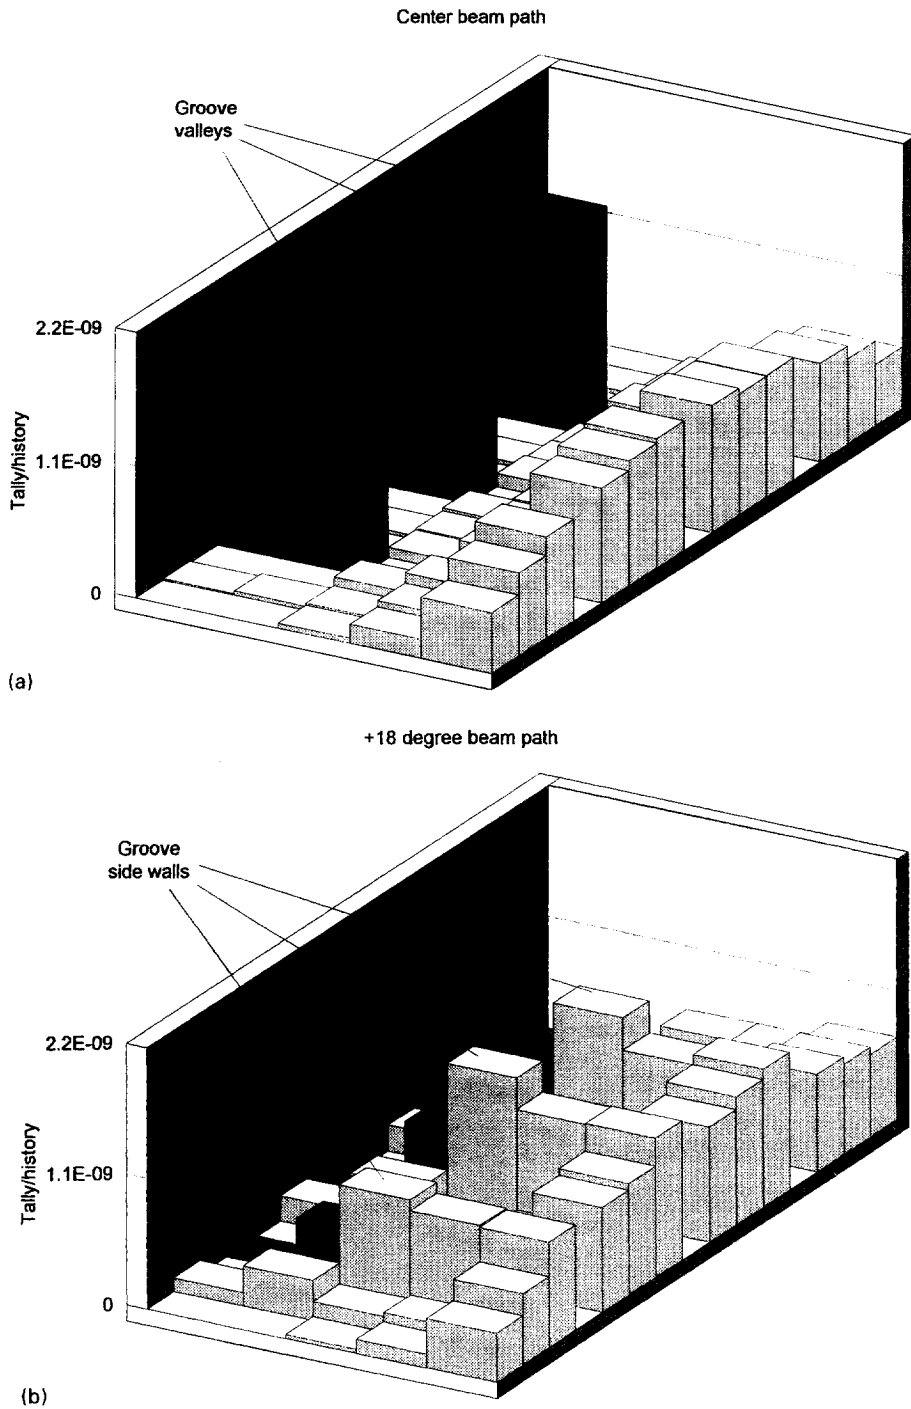 Center beam path
Groove
valleys
2.2E-09
1.1E-09
0
Tally/history
(a)
+18 degree beam path
Groove
side walls
2.2E-09
1.1E-09
0
Tally/history
(b)